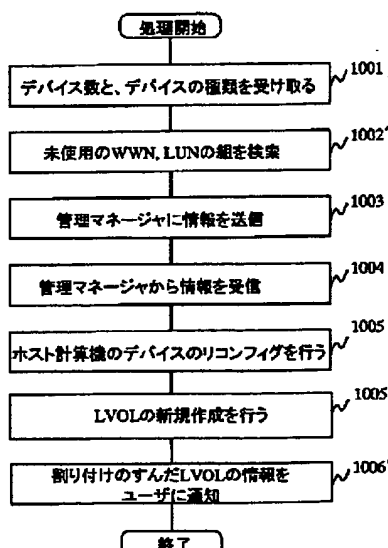 処理開始
デバイス数と、デバイスの種類を受け取る
1001
未使用のWWN, LUNの組を検索
1002'
管理マネージャに情報を送信
1003
管理マネージャから情報を受信
1004
ホスト計算機のデバイスのリコンフィグを行う
1005
LVOLの新規作成を行う
1005'
割り付けのすんだLVOLの情報を
ユーザに通知
1006'
終了